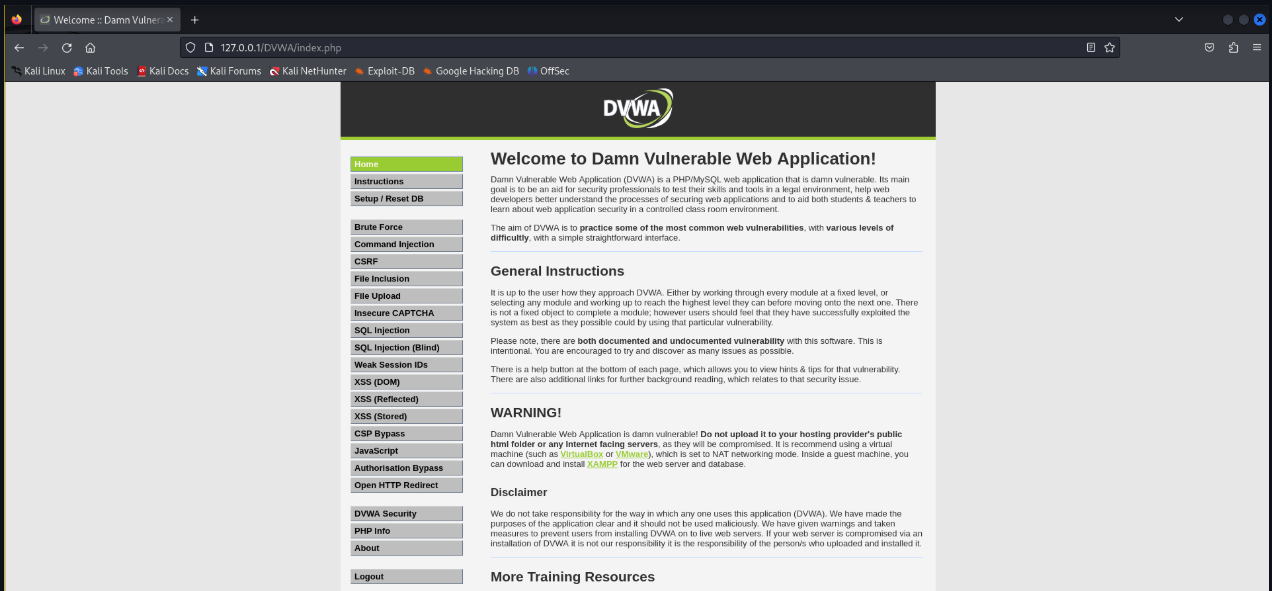 Welcome :: Damn Vulnera
127.0.0.1/DVWA/index.php
Kali Linux Kali Tools Kali Docs Kali Forums Kali NetHunter Exploit-DB Google Hacking DB OffSec
DVWA
Home
Instructions
Setup / Reset DB
Brute Force
Command Injection
CSRF
File Inclusion
File Upload
Insecure CAPTCHA
SQL Injection
SQL Injection (Blind)
Weak Session IDs
XSS (DOM)
XSS (Reflected)
XSS (Stored)
CSP Bypass
JavaScript
Authorisation Bypass
Open HTTP Redirect
DVWA Security
PHP Info
About
Logout
Welcome to Damn Vulnerable Web Application!
Damn Vulnerable Web Application (DVWA) is a PHP/MySQL web application that is damn vulnerable. Its main
goal is to be an aid for security professionals to test their skills and tools in a legal environment, help web
developers better understand the processes of securing web applications and to aid both students & teachers to
learn about web application security in a controlled class room environment.
The aim of DVWA is to practice some of the most common web vulnerabilities, with various levels of
difficultly, with a simple straightforward interface.
General Instructions
It is up to the user how they approach DVWA. Either by working through every module at a fixed level, or
selecting any module and working up to reach the highest level they can before moving onto the next one. There
is not a fixed object to complete a module; however users should feel that they have successfully exploited the
system as best as they possible could by using that particular vulnerability.
Please note, there are both documented and undocumented vulnerability with this software. This is
intentional. You are encouraged to try and discover as many issues as possible.
There is a help button at the bottom of each page, which allows you to view hints & tips for that vulnerability.
There are also additional links for further background reading, which relates to that security issue.
WARNING!
Damn Vulnerable Web Application is damn vulnerable! Do not upload it to your hosting provider's public
html folder or any Internet facing servers, as they will be compromised. It is recommend using a virtual
machine (such as VirtualBox or VMware), which is set to NAT networking mode. Inside a guest machine, you
can download and install XAMPP for the web server and database.
Disclaimer
We do not take responsibility for the way in which any one uses this application (DVWA). We have made the
purposes of the application clear and it should not be used maliciously. We have given warnings and taken
measures to prevent users from installing DVWA on to live web servers. If your web server is compromised via an
installation of DVWA it is not our responsibility it is the responsibility of the person/s who uploaded and installed it.
More Training Resources